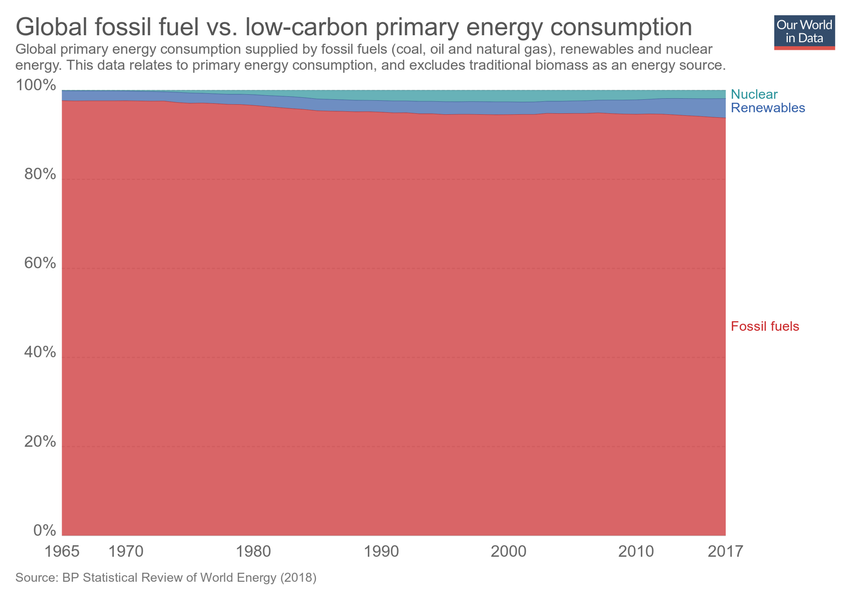 Global fossil fuel vs. low-carbon primary energy consumption
Our World
in Data
Global primary energy consumption supplied by fossil fuels (coal, oil and natural gas), renewables and nuclear
energy. This data relates to primary energy consumption, and excludes traditional biomass as an energy source.
100%
Nuclear
Renewables
80%
60%
Fossil fuels
40%
20%
0%
1965 1970 1980 1990 2000 2010 2017
Source: BP Statistical Review of World Energy (2018)